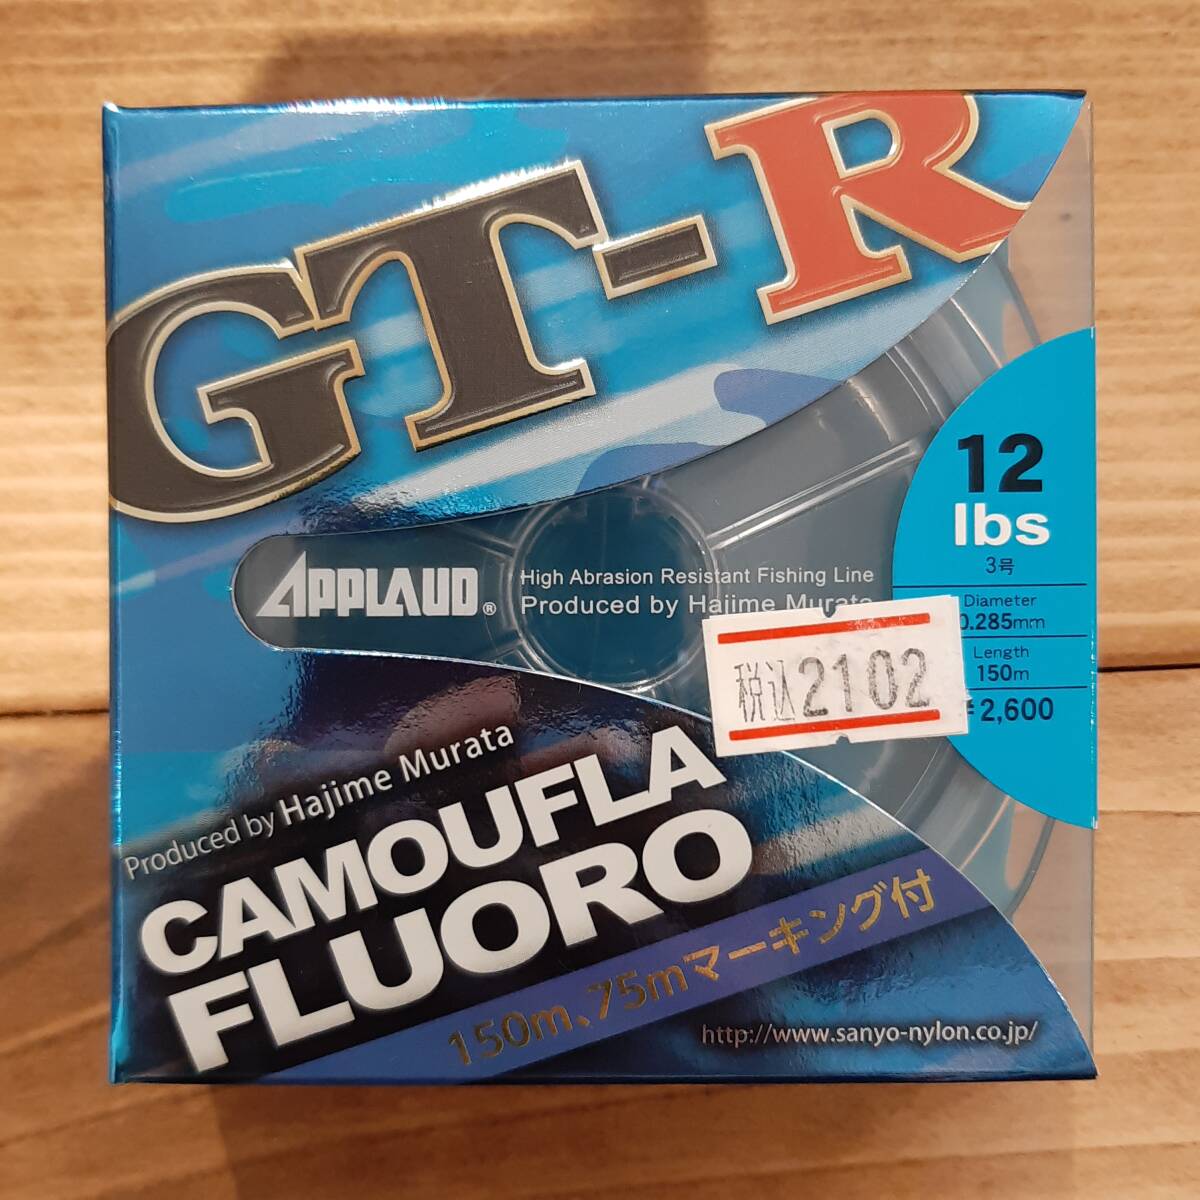 GT-R
12
lbs
3号
Diameter
0.285mm
Length
150m
¥2,600
APPLAUD®
High Abrasion Resistant Fishing Line
Produced by Hajime Murata
税込2102
Produced by Hajime Murata
CAMOUFLA
FLUORO
150m、75mマーキング付
http://www.sanyo-nylon.co.jp/